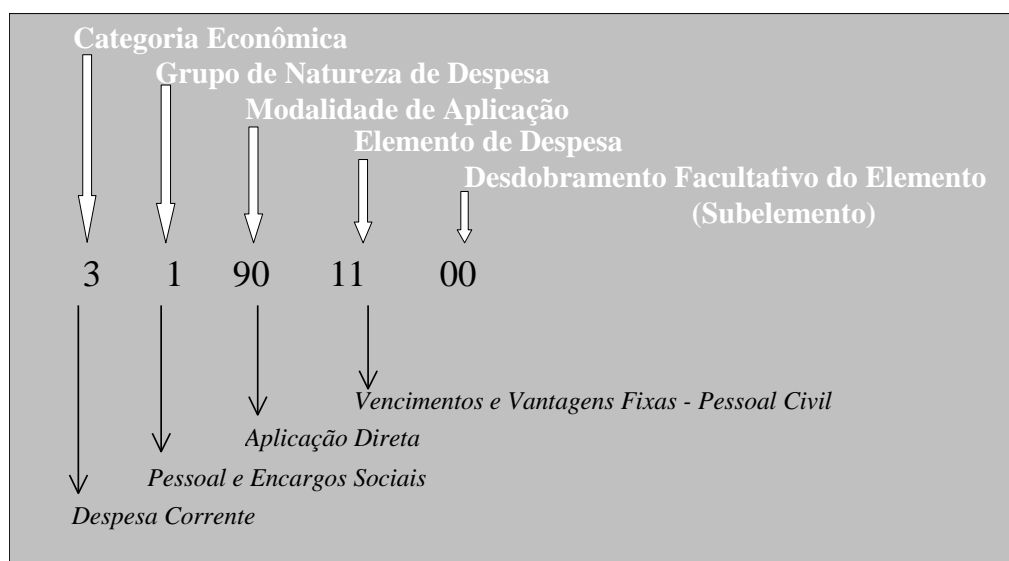 Categoria Econômica
Grupo de Natureza de Despesa
Modalidade de Aplicação
Elemento de Despesa
Desdobramento Facultativo do Elemento
(Subelemento)
3 1 90 11 00
Vencimentos e Vantagens Fixas - Pessoal Civil
Aplicação Direta
Pessoal e Encargos Sociais
Despesa Corrente